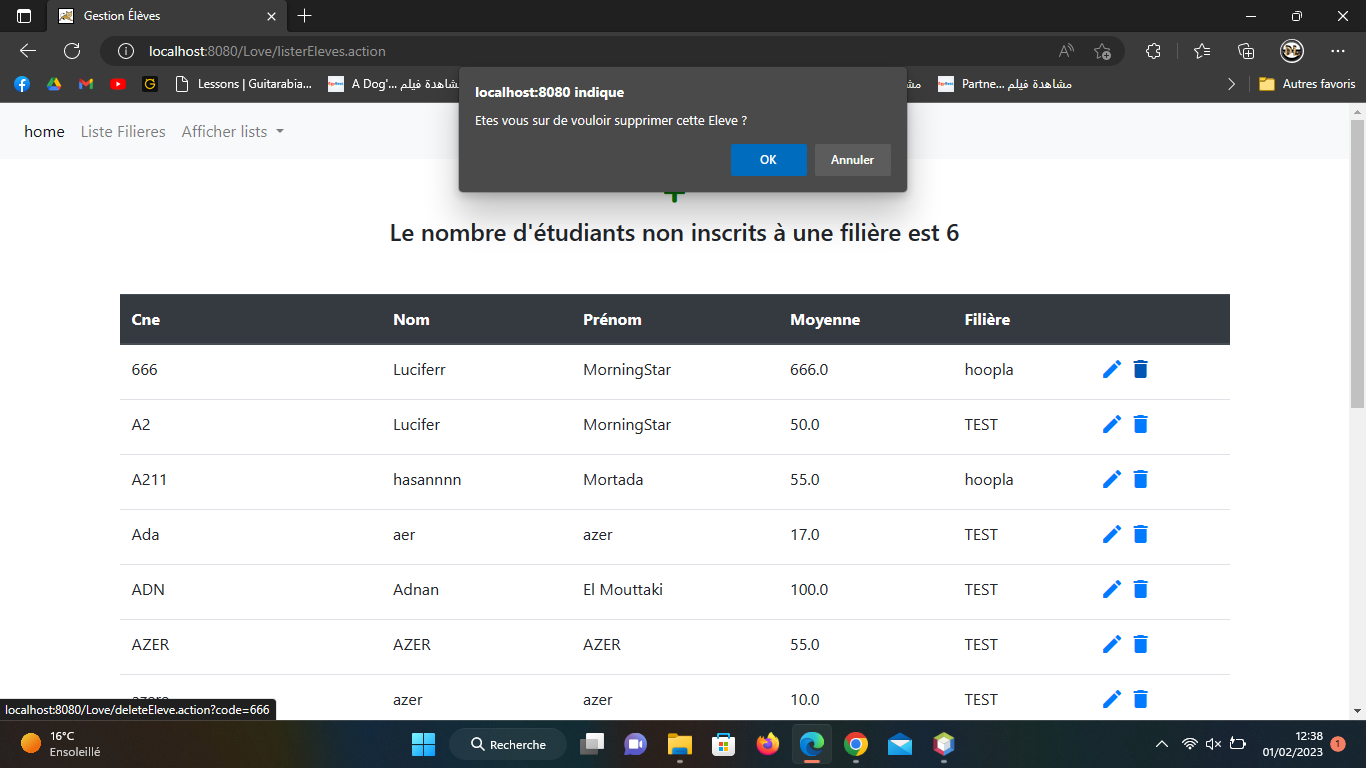 Gestion Élèves
localhost:8080/Love/listerEleves.action
Lessons | Guitarabia...
A Dog'... مشاهدة فيلم
Partne... مشاهدة فيلم
Autres favoris
localhost:8080 indique
Etes vous sur de vouloir supprimer cette Eleve ?
OK Annuler
home Liste Filieres Afficher lists
Le nombre d'étudiants non inscrits à une filière est 6
Cne Nom Prénom Moyenne Filière
666 Luciferr MorningStar 666.0 hoopla
A2 Lucifer MorningStar 50.0 TEST
A211 hasannnn Mortada 55.0 hoopla
Ada aer azer 17.0 TEST
ADN Adnan El Mouttaki 100.0 TEST
AZER AZER AZER 55.0 TEST
azer azer 10.0 TEST
localhost:8080/Love/deleteEleve.action?code=666
16°C
Ensoleillé
Recherche
12:38
01/02/2023
1